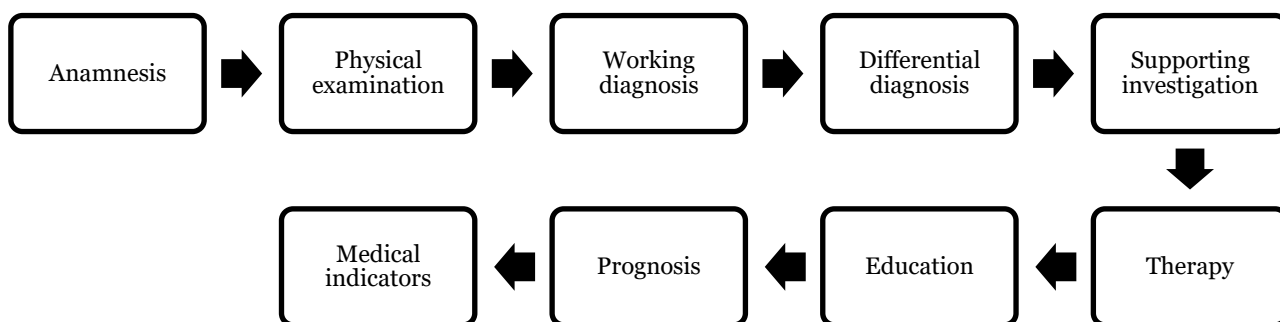 Anamnesis
Physical
examination
Working
diagnosis
Differential
diagnosis
Supporting
investigation
Therapy
Education
Prognosis
Medical
indicators